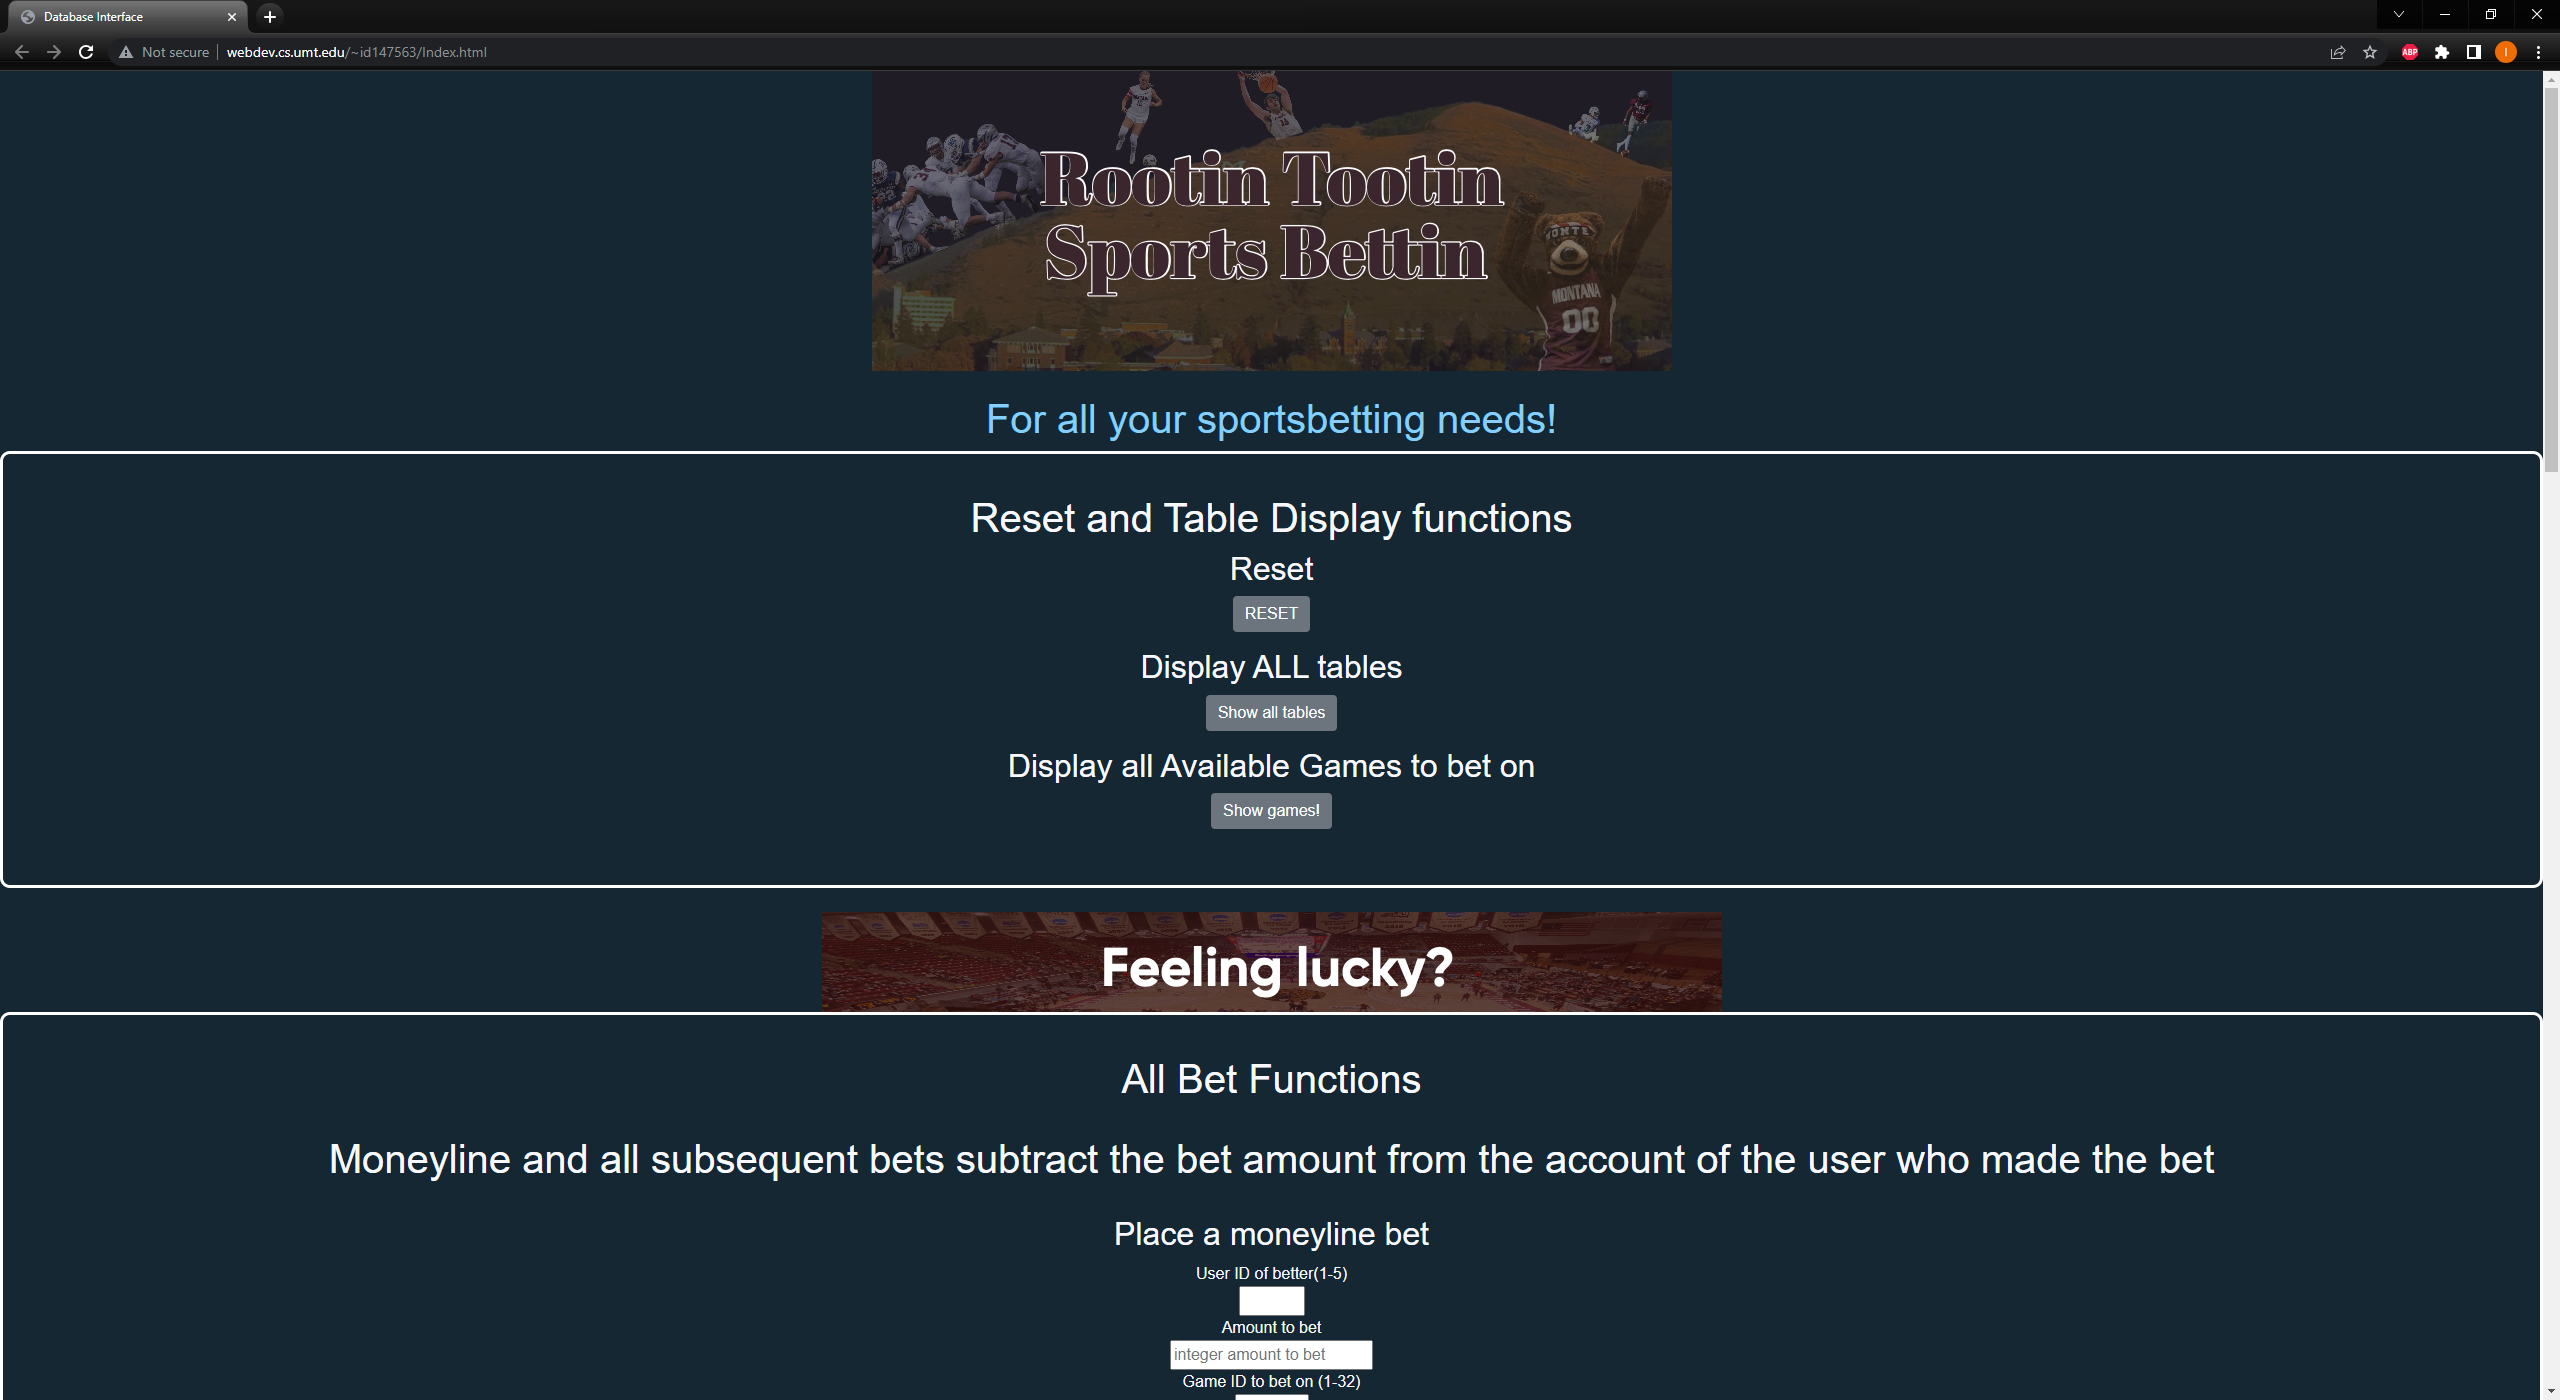 Database Interface
Not secure
webdev.cs.umt.edu/~id147563/Index.html
ABP
I
Rootin Tootin
Sports Bettin
MONTE
MONTANA
00
For all your sportsbetting needs!
Reset and Table Display functions
Reset
RESET
Display ALL tables
Show all tables
Display all Available Games to bet on
Show games!
Feeling lucky?
All Bet Functions
Moneyline and all subsequent bets subtract the bet amount from the account of the user who made the bet
Place a moneyline bet
User ID of better(1-5)
Amount to bet
integer amount to bet
Game ID to bet on (1-32)